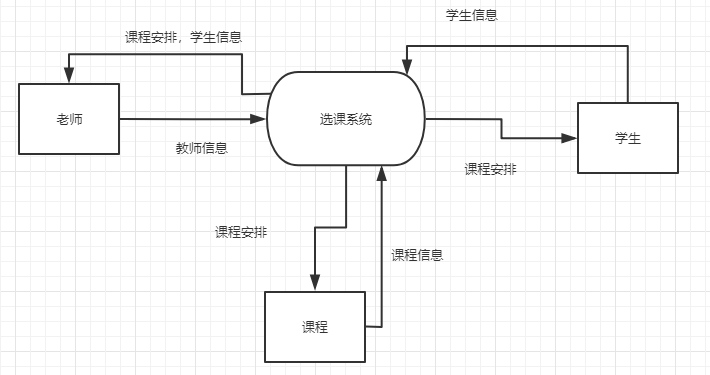 学生信息
课程安排，学生信息
老师
选课系统
学生
教师信息
课程安排
课程安排
课程信息
课程